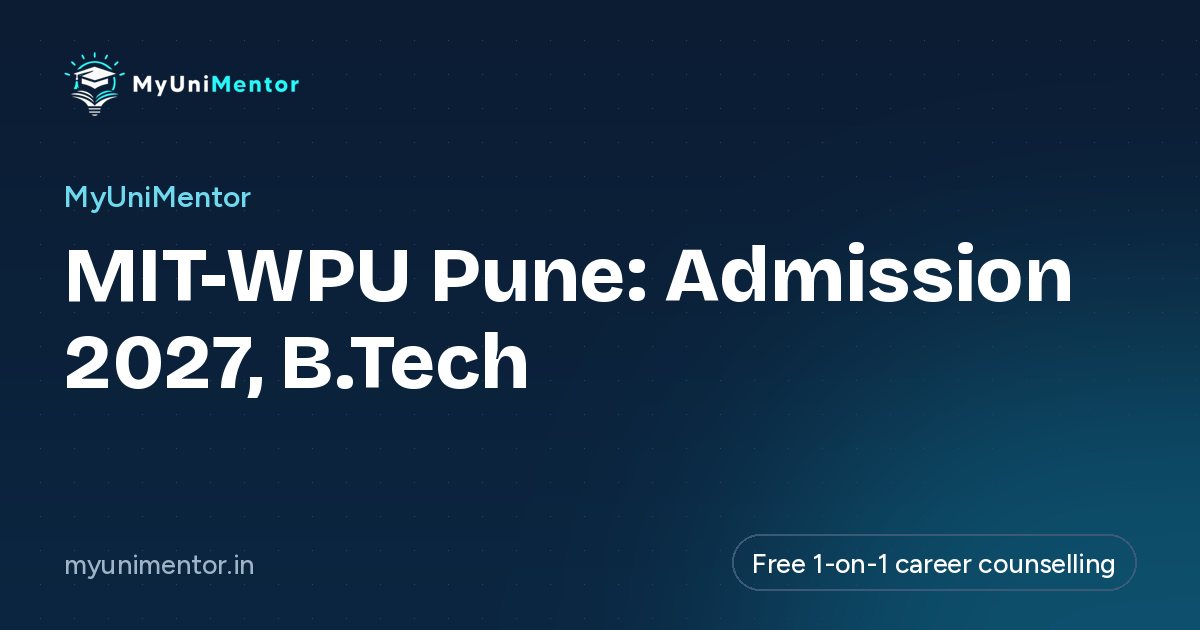 MyUniMentor
MyUniMentor
MIT-WPU Pune: Admission
2027, B.Tech
myunimentor.in
Free 1-on-1 career counselling